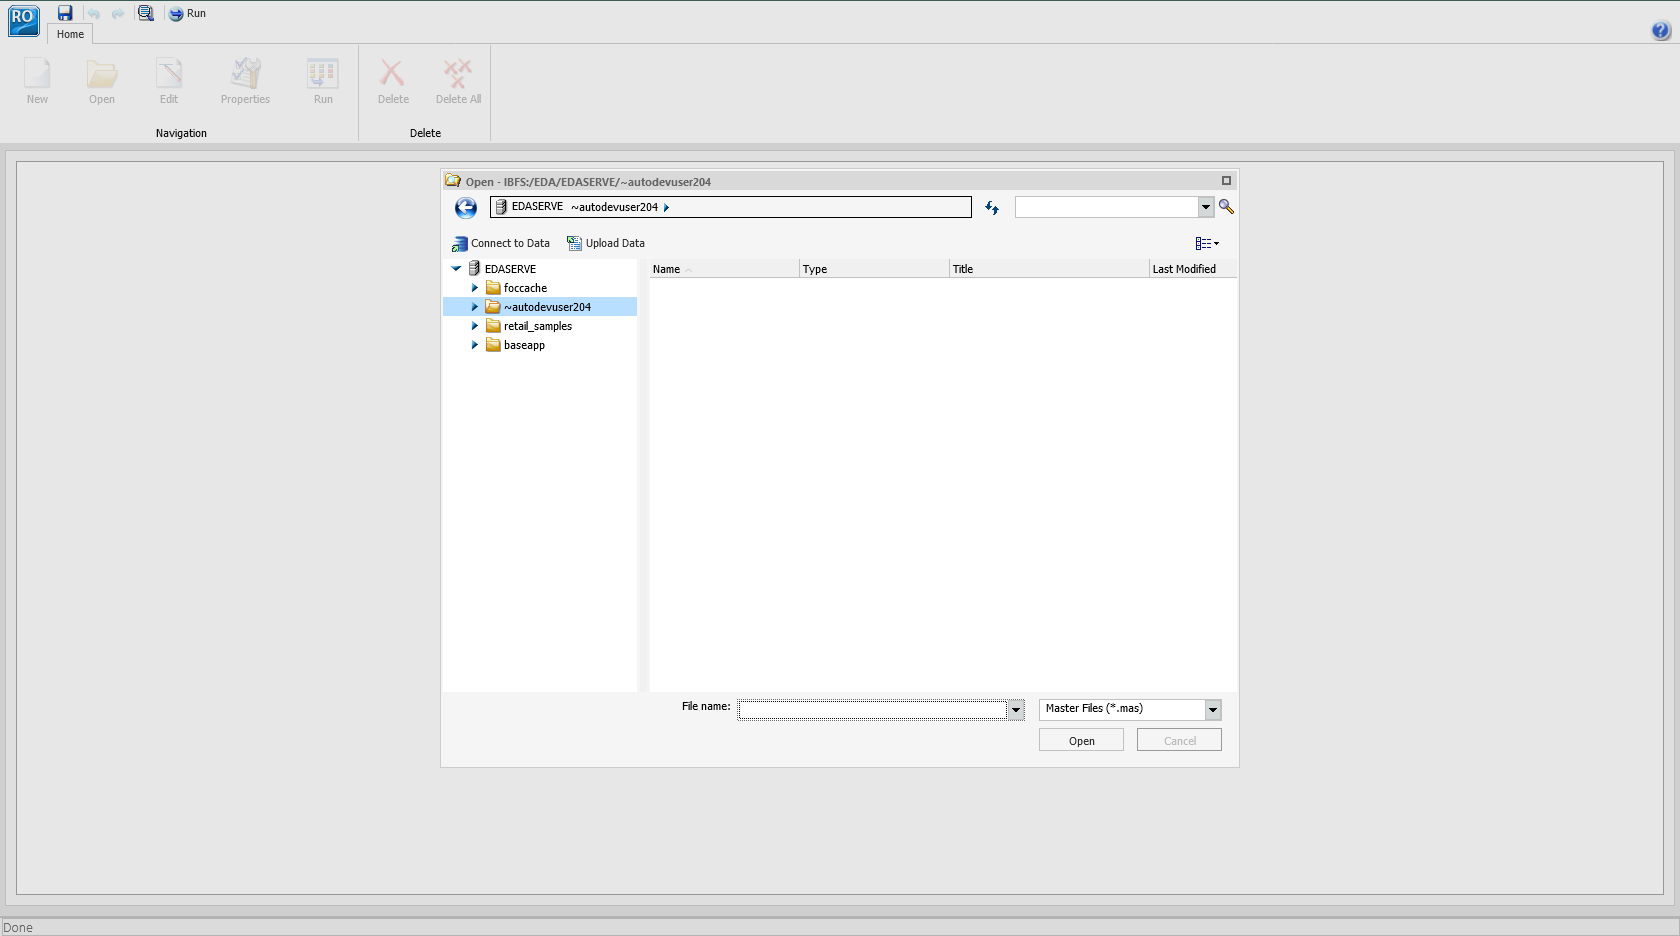 RO
Run
Home
New
Open
Edit
Properties
Run
Delete
Delete All
Navigation
Delete
Open - IBFS:/EDA/EDASERVE/~autodevuser204
EDASERVE ~autodevuser204
Connect to Data
Upload Data
EDASERVE
foccache
~autodevuser204
retail_samples
baseapp
Name
Type
Title
Last Modified
File name:
Master Files (*.mas)
Open
Cancel
Done